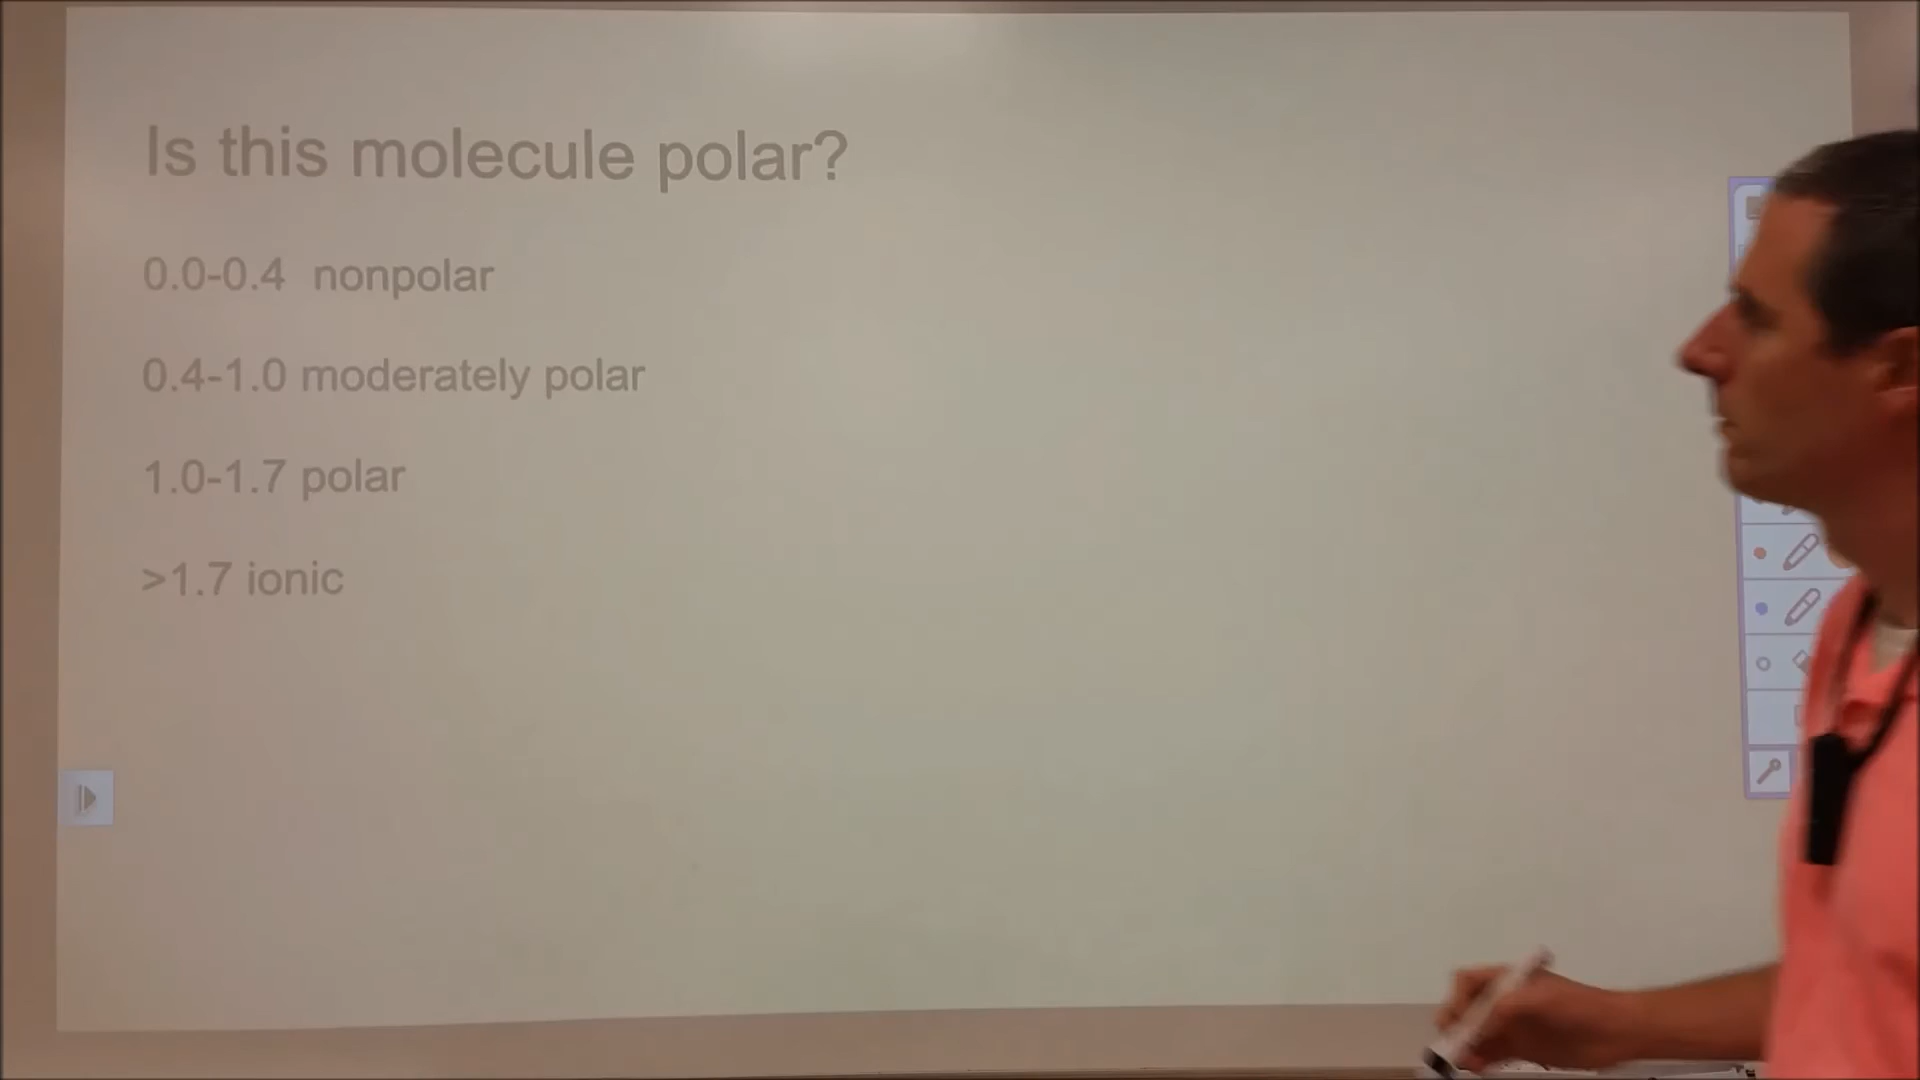 Is this molecule polar?
0.0-0.4 nonpolar
0.4-1.0 moderately polar
1.0-1.7 polar
>1.7 ionic